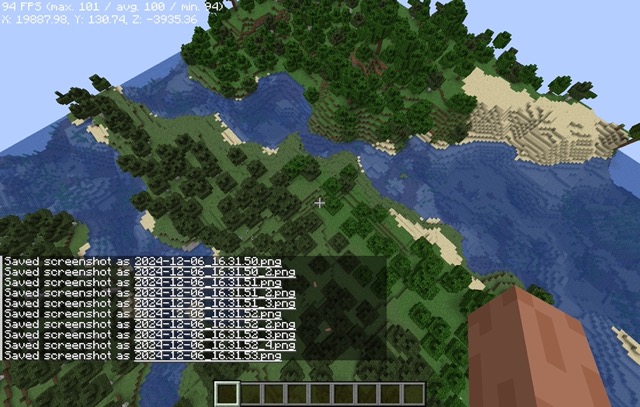 94 FPS (max. 101 / avg. 100 / min. 94)
X: 19887.98, Y: 130.74, Z: -3935.36
Saved screenshot as 2024-12-06_16.31.50.png
Saved screenshot as 2024-12-06_16.31.50_2.png
Saved screenshot as 2024-12-06_16.31.51.png
Saved screenshot as 2024-12-06_16.31.51_2.png
Saved screenshot as 2024-12-06_16.31.51_3.png
Saved screenshot as 2024-12-06_16.31.52.png
Saved screenshot as 2024-12-06_16.31.52_2.png
Saved screenshot as 2024-12-06_16.31.52_3.png
Saved screenshot as 2024-12-06_16.31.52_4.png
Saved screenshot as 2024-12-06_16.31.53.png